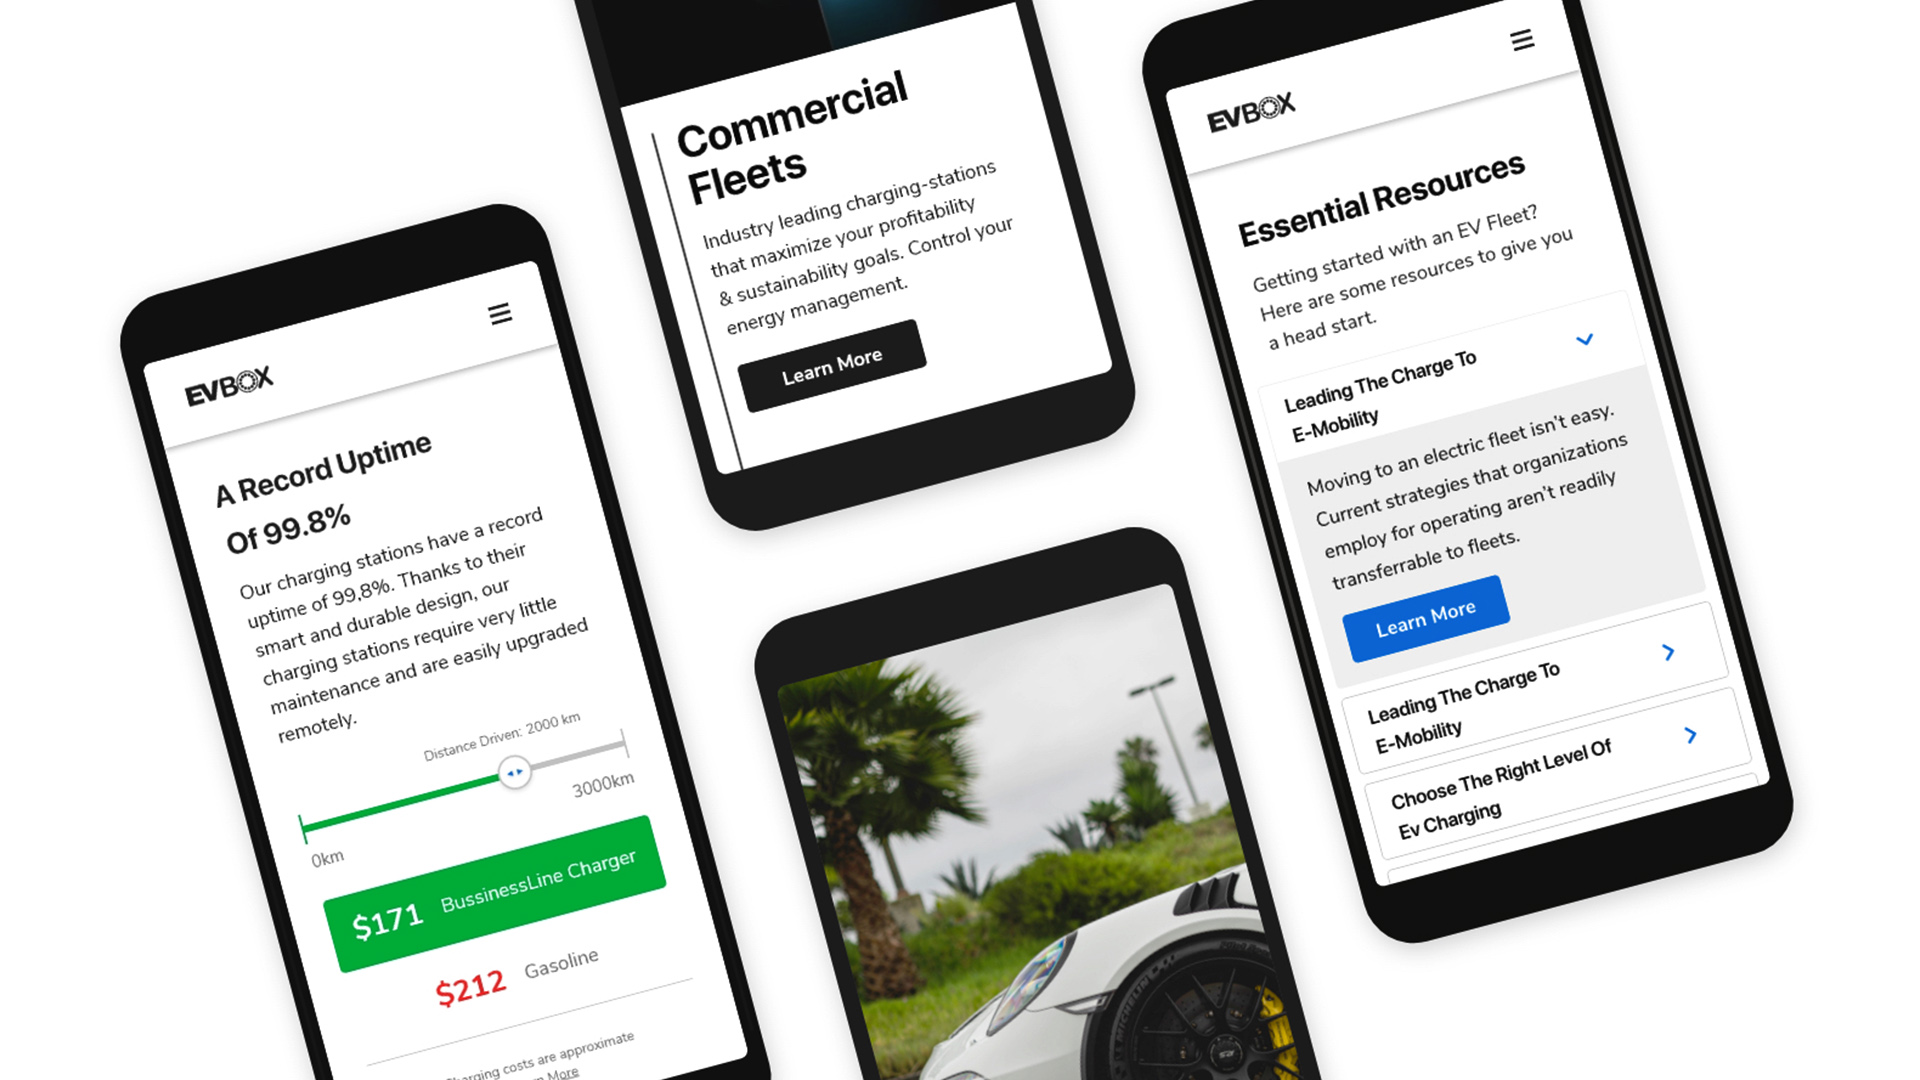 EVBOX
A Record Uptime
Of 99.8%
Our charging stations have a record
uptime of 99,8%. Thanks to their
smart and durable design, our
charging stations require very little
maintenance and are easily upgraded
remotely.
Distance Driven: 2000 km
0km
3000km
$171 BussinessLine Charger
$212 Gasoline
costs are approximate
More
Commercial
Fleets
Industry leading charging-stations
that maximize your profitability
& sustainability goals. Control your
energy management.
Learn More
MICHELIN
EVBOX
Essential Resources
Getting started with an EV Fleet?
Here are some resources to give you
a head start.
Leading The Charge To
E-Mobility
Moving to an electric fleet isn't easy.
Current strategies that organizations
employ for operating aren't readily
transferrable to fleets.
Learn More
Leading The Charge To
E-Mobility
Choose The Right Level Of
Ev Charging